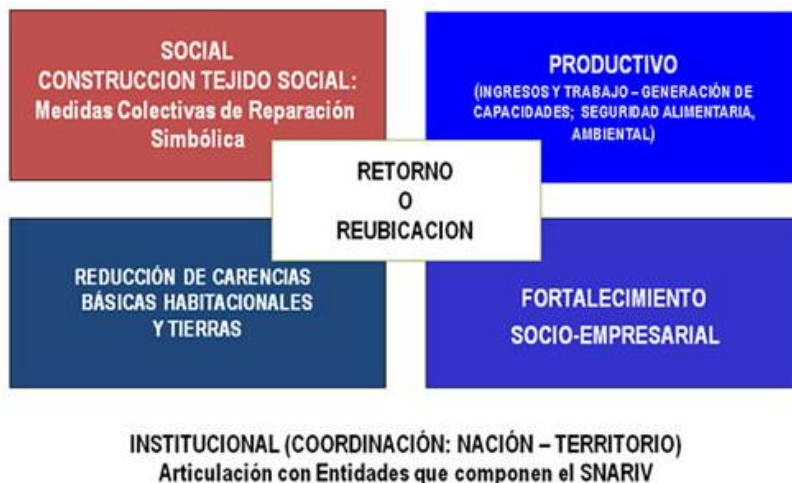 SOCIAL
CONSTRUCCION TEJIDO SOCIAL:
Medidas Colectivas de Reparación
Simbólica
PRODUCTIVO
(INGRESOS Y TRABAJO – GENERACIÓN DE
CAPACIDADES; SEGURIDAD ALIMENTARIA,
AMBIENTAL)
RETORNO
O
REUBICACION
REDUCCIÓN DE CARENCIAS
BÁSICAS HABITACIONALES
Y TIERRAS
FORTALECIMIENTO
SOCIO-EMPRESARIAL
INSTITUCIONAL (COORDINACIÓN: NACIÓN – TERRITORIO)
Articulación con Entidades que componen el SNARIV